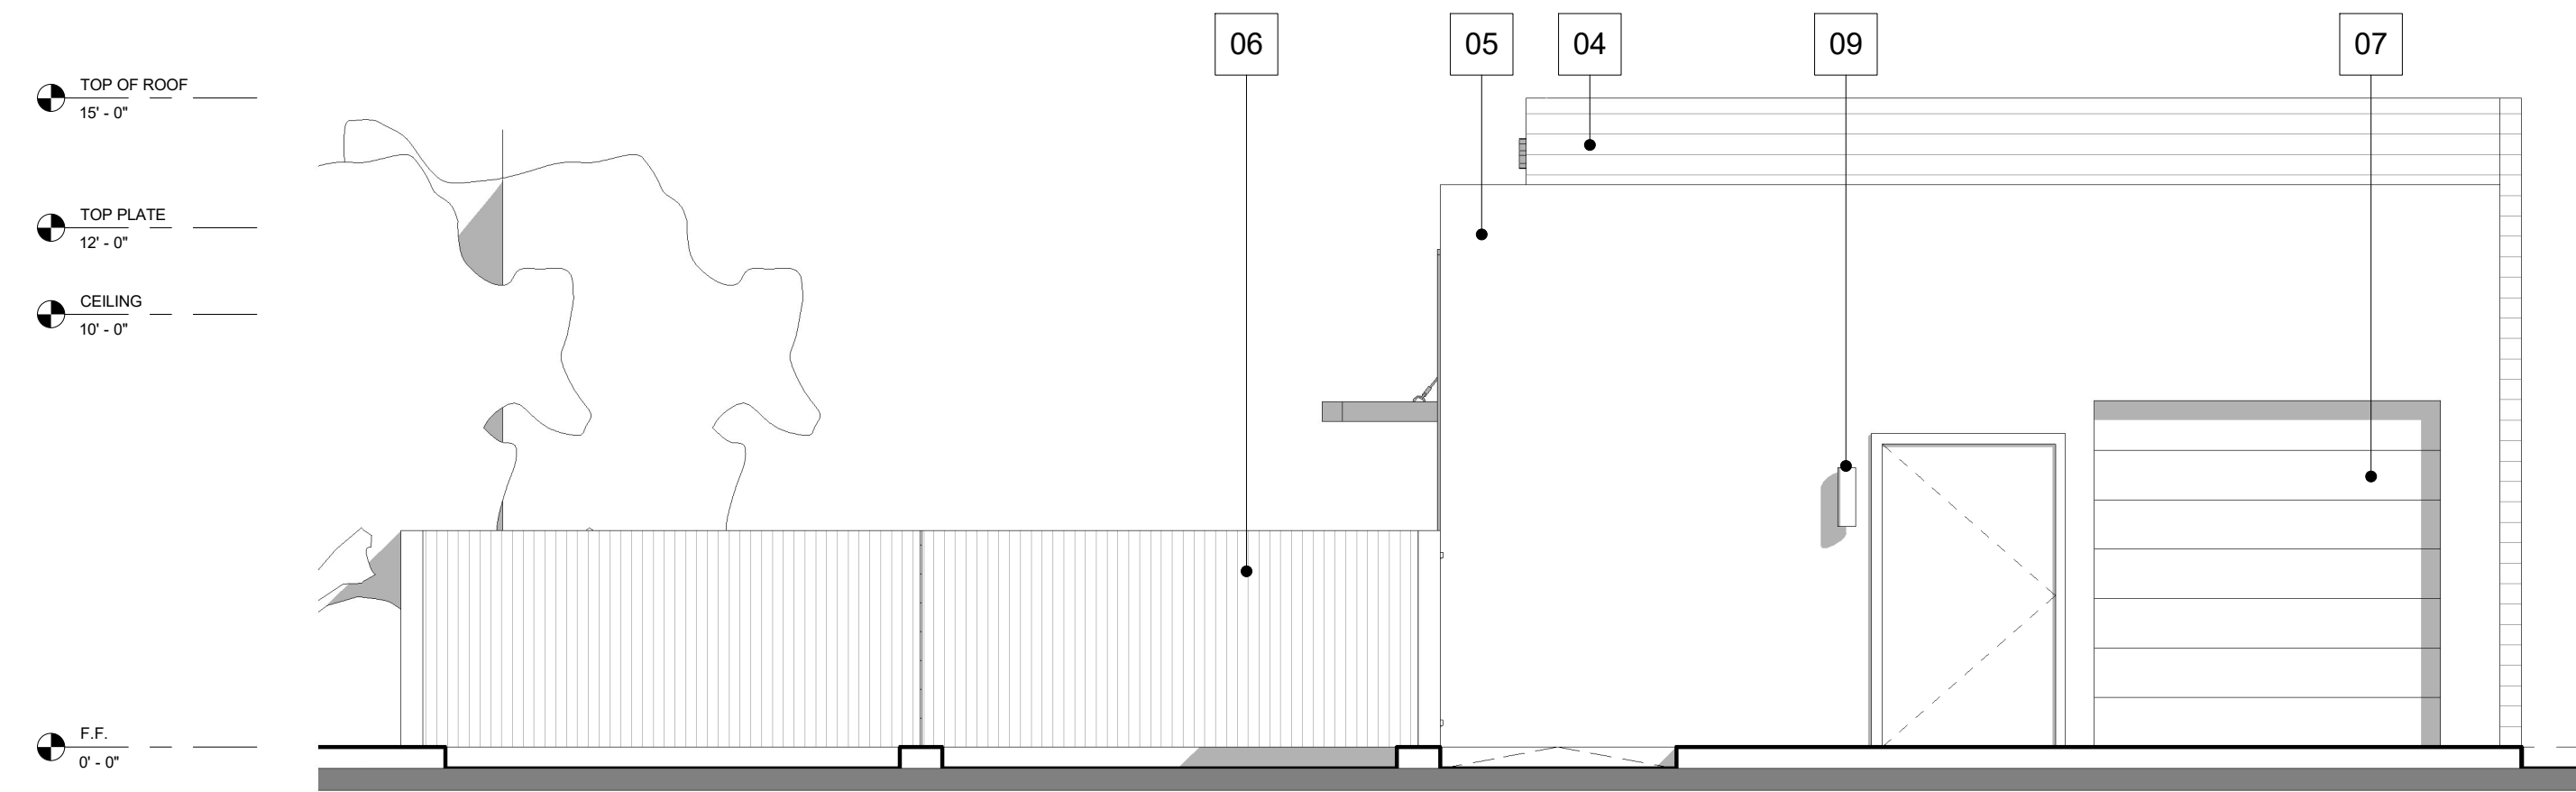 06
05
04
09
07
TOP OF ROOF
15' - 0"
TOP PLATE
12' - 0"
CEILING
10' - 0"
F.F.
0' - 0"